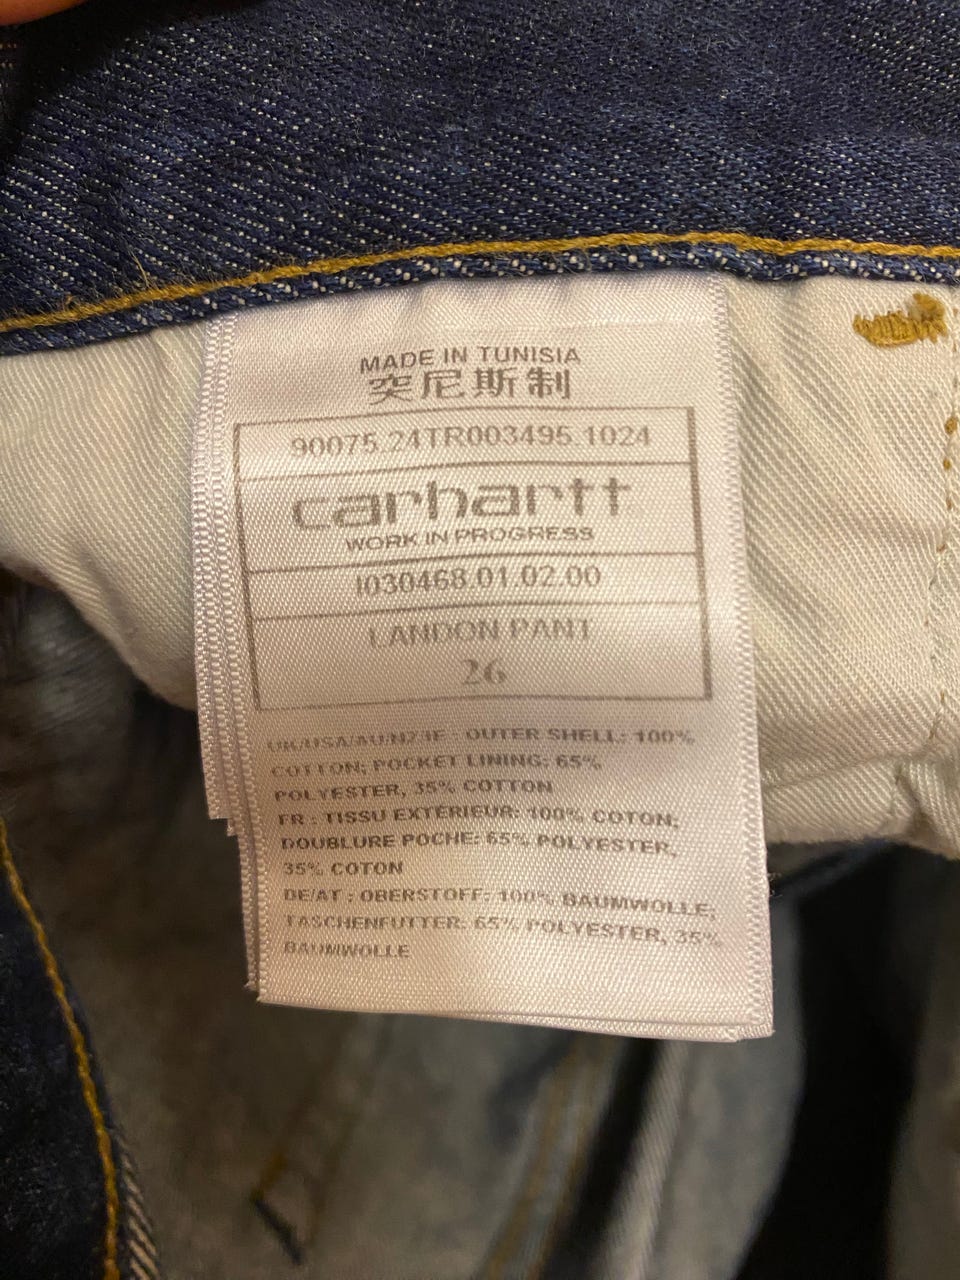 MADE IN TUNISIA
突尼斯制
90075.24TR003495.1024
carhartt
WORK IN PROGRESS
I030468.01.02.00
LANDON PANT
26
UK/USA/AU/NZ/IE : OUTER SHELL: 100%
COTTON; POCKET LINING: 65%
POLYESTER, 35% COTTON
FR : TISSU EXTÉRIEUR: 100% COTON;
DOUBLURE POCHE: 65% POLYESTER,
35% COTON
DE/AT : OBERSTOFF: 100% BAUMWOLLE;
TASCHENFUTTER: 65% POLYESTER, 35%
BAUMWOLLE